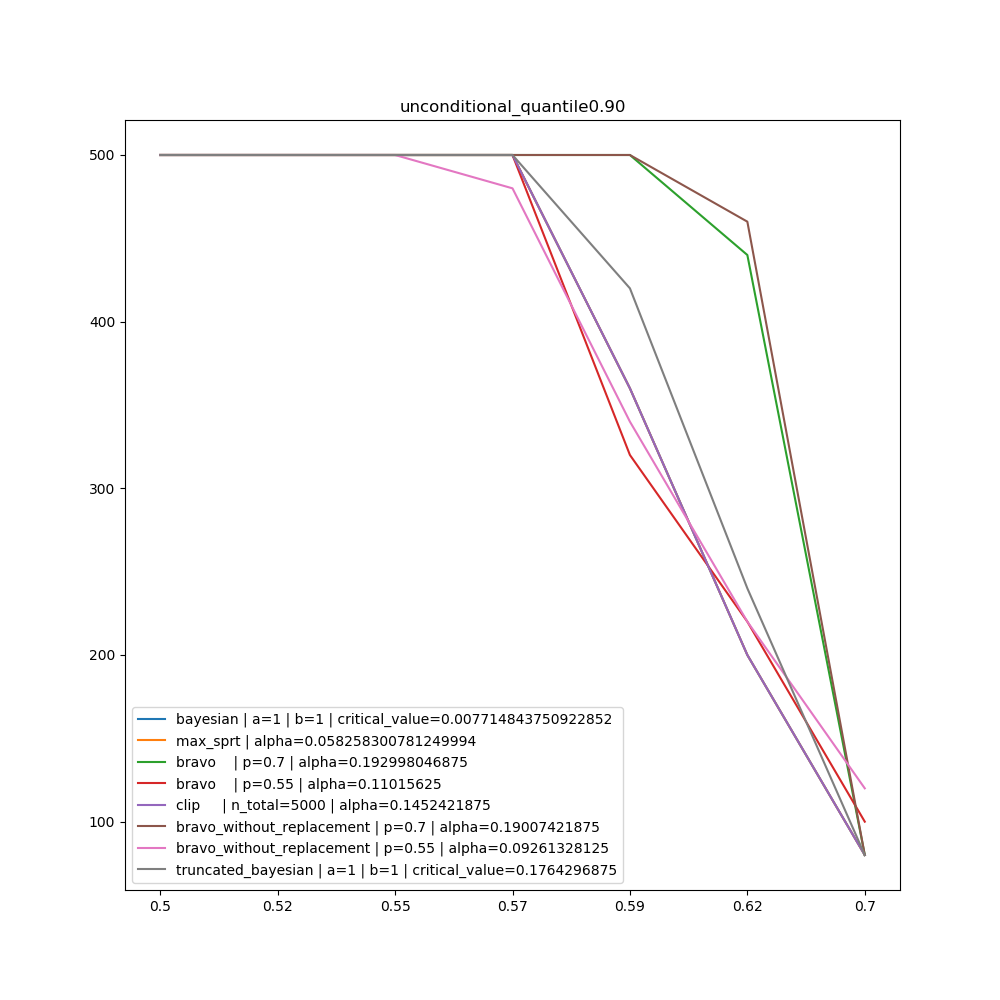 unconditional_quantile0.90
500
400
300
200
100
bayesian | a=1 | b=1 | critical_value=0.007714843750922852
max_sprt | alpha=0.058258300781249994
bravo    | p=0.7 | alpha=0.192998046875
bravo    | p=0.55 | alpha=0.11015625
clip     | n_total=5000 | alpha=0.1452421875
bravo_without_replacement | p=0.7 | alpha=0.19007421875
bravo_without_replacement | p=0.55 | alpha=0.09261328125
truncated_bayesian | a=1 | b=1 | critical_value=0.1764296875
0.5 0.52 0.55 0.57 0.59 0.62 0.7